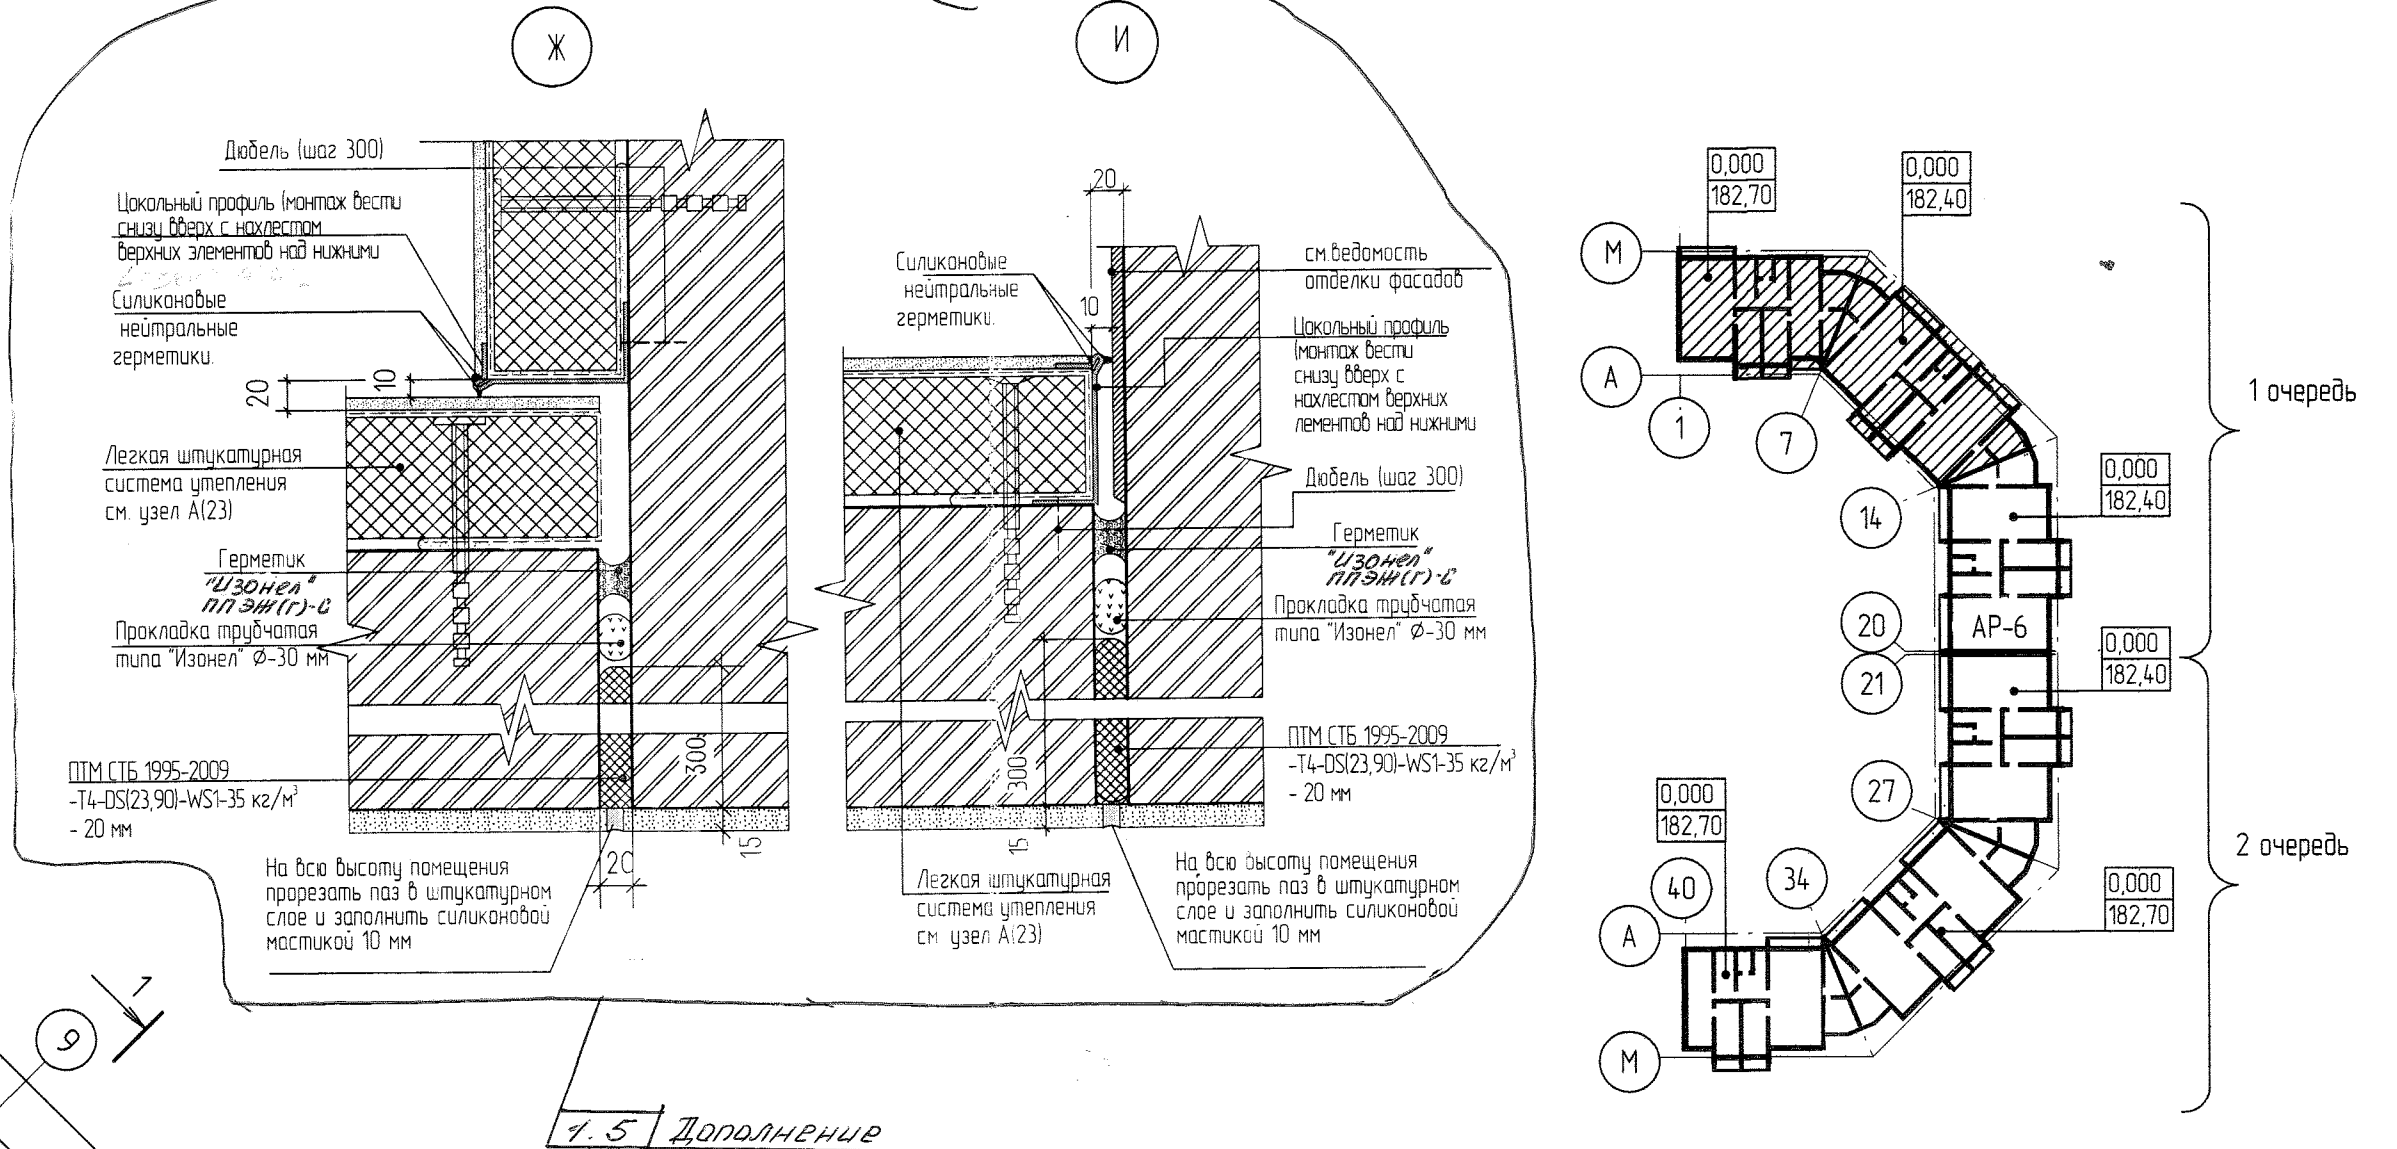 Ж
Дюбель (шаг 300)
Цокольный профиль (монтаж вести
снизу вверх с нахлестом
верхних элементов над нижними
Силиконовые
нейтральные
герметики.
20
10
Легкая штукатурная
система утепления
см. узел А(23)
Герметик
"Изонел"
ППЭЖ(Г)-С
Прокладка трубчатая
типа "Изонел" Ф-30 мм
ПТМ СТБ 1995-2009
-Т4-DS(23,90)-WS1-35 кг/м³
- 20 мм
300
15
20
На всю высоту помещения
прорезать паз в штукатурном
слое и заполнить силиконовой
мастикой 10 мм
И
20
Силиконовые
нейтральные
герметики.
10
см.ведомость
отделки фасадов
Цокольный профиль
(монтаж вести
снизу вверх с
нахлестом верхних
лементов над нижними
Дюбель (шаг 300)
Герметик
"Изонел"
ППЭЖ(Г)-С
Прокладка трубчатая
типа "Изонел" Ф-30 мм
ПТМ СТБ 1995-2009
-Т4-DS(23,90)-WS1-35 кг/м³
- 20 мм
300
15
Легкая штукатурная
система утепления
см узел А(23)
На всю высоту помещения
прорезать паз в штукатурном
слое и заполнить силиконовой
мастикой 10 мм
1
9
1.5 Дополнение
0,000
182,70
0,000
182,40
М
А
1
7
14
0,000
182,40
1 очередь
20
АР-6
21
0,000
182,40
27
0,000
182,70
40
34
А
М
0,000
182,70
2 очередь